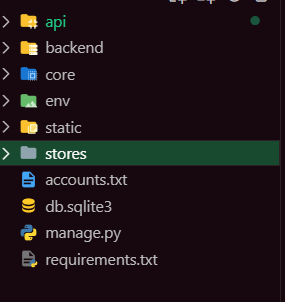 api
backend
core
env
static
stores
accounts.txt
db.sqlite3
manage.py
requirements.txt